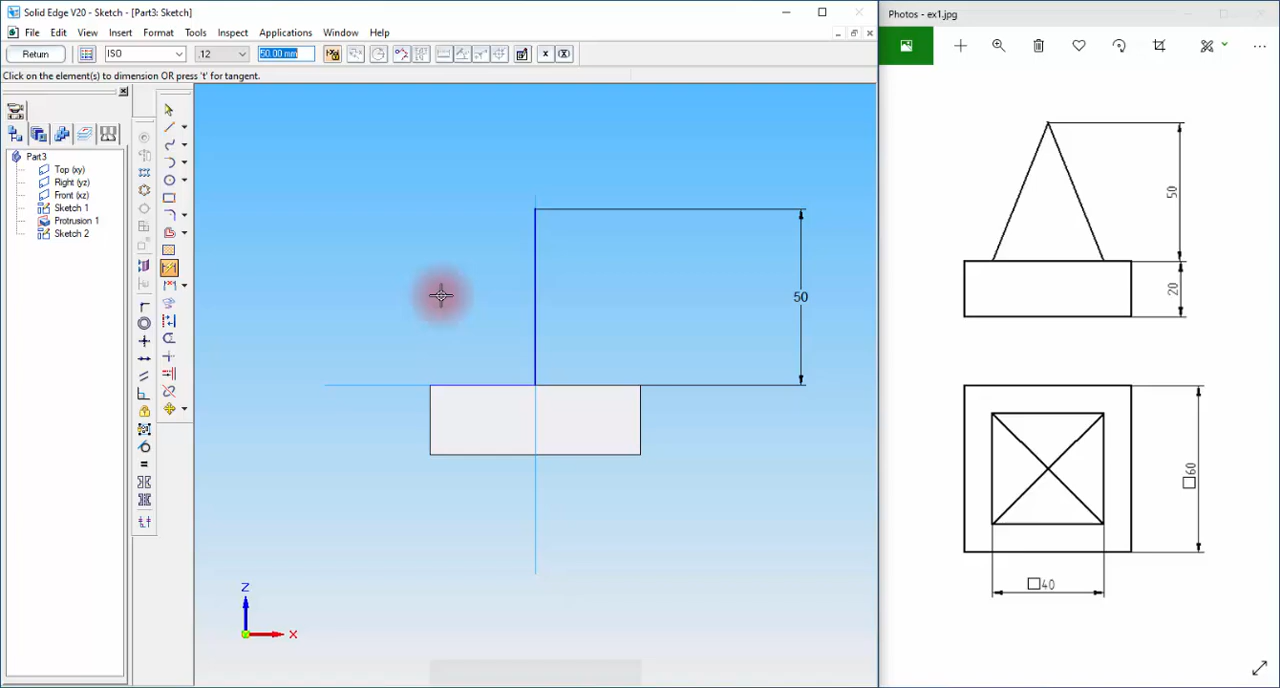 Solid Edge V20 - Sketch - [Part3: Sketch]
File Edit View Insert Format Tools Inspect Applications Window Help
Return ISO .12 50.00 mm
Click on the element(s) to dimension OR press 't' for tangent.
Part3
Top (xy)
Right (yz)
Front (xz)
Sketch 1
Protrusion 1
Sketch 2
50
Z
X
Photos - ex1.jpg
50
20
60
40